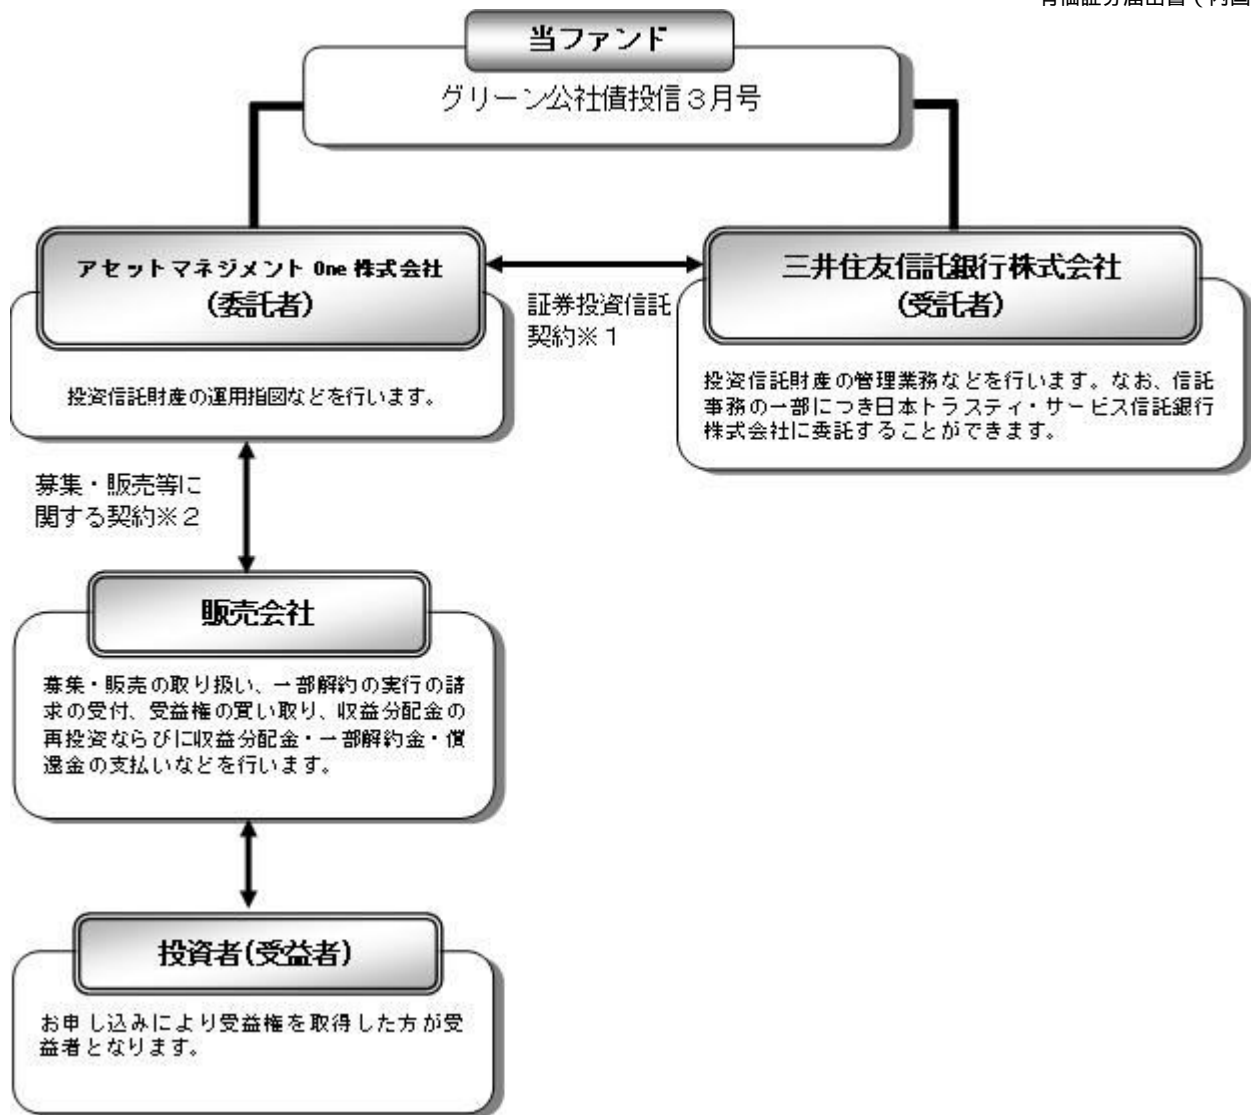 当ファンド
グリーン公社債投信３月号
アセットマネジメント One 株式会社
(委託者)
投資信託財産の運用指図などを行います。
証券投資信託
契約※１
三井住友信託銀行株式会社
(受託者)
投資信託財産の管理業務などを行います。なお、信託
事務の一部につき日本トラスティ・サービス信託銀行
株式会社に委託することができます。
募集・販売等に
関する契約※２
販売会社
募集・販売の取り扱い、一部解約の実行の請
求の受付、受益権の買い取り、収益分配金の
再投資ならびに収益分配金・一部解約金・償
還金の支払いなどを行います。
投資者(受益者)
お申し込みにより受益権を取得した方が受
益者となります。